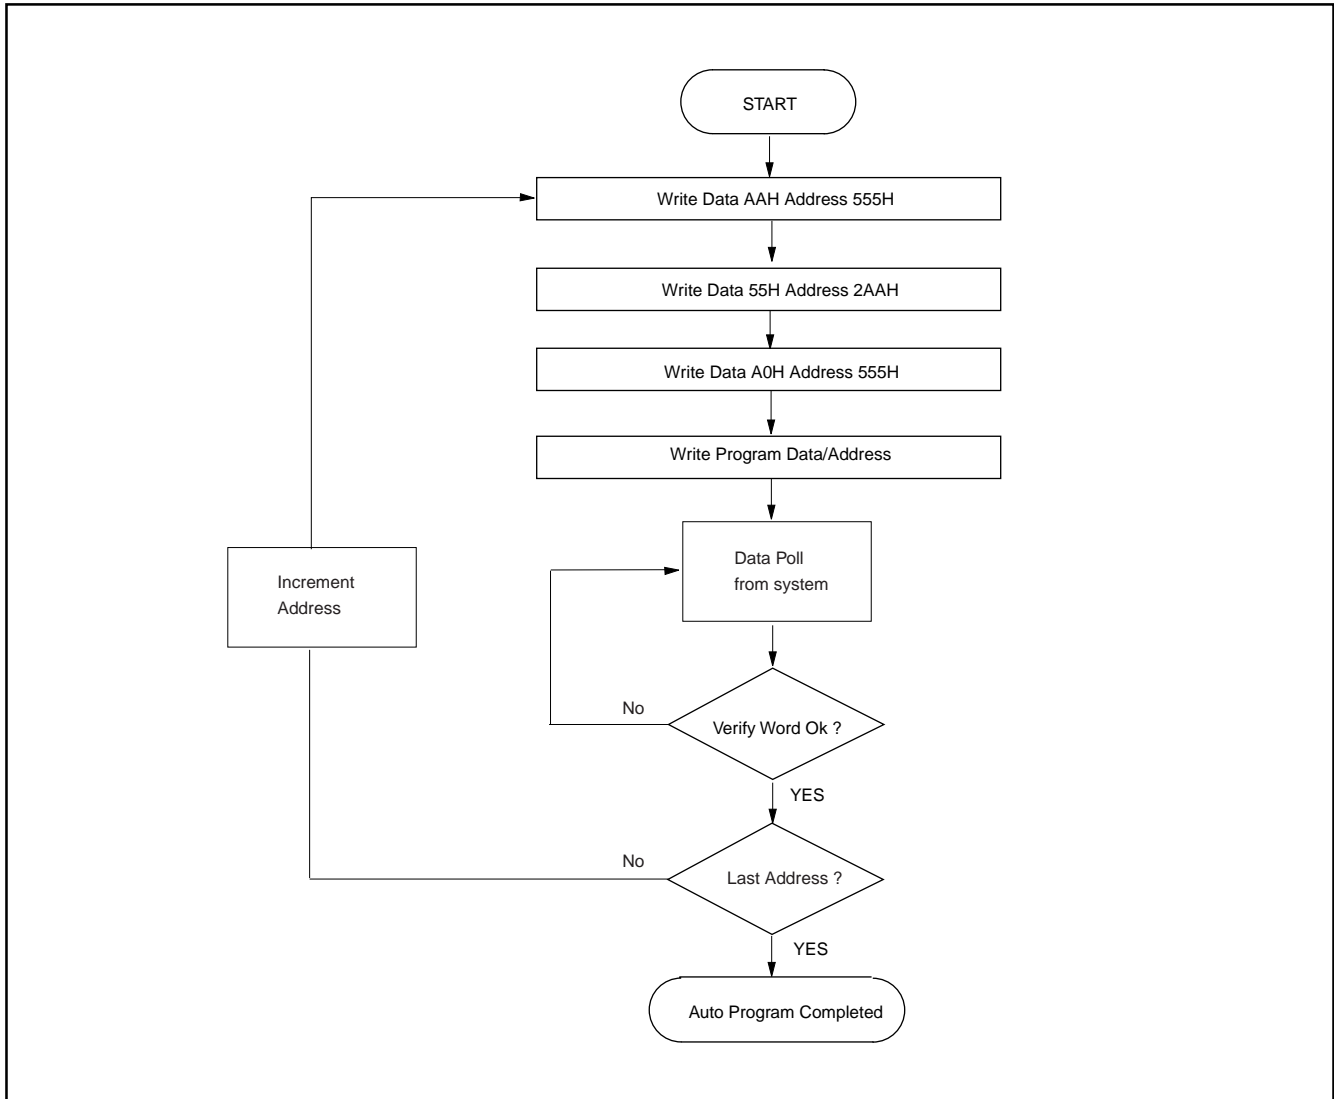 START
Write Data AAH Address 555H
Write Data 55H Address 2AAH
Write Data A0H Address 555H
Write Program Data/Address
Data Poll
from system
Increment
Address
No
Verify Word Ok ?
YES
No
Last Address ?
YES
Auto Program Completed